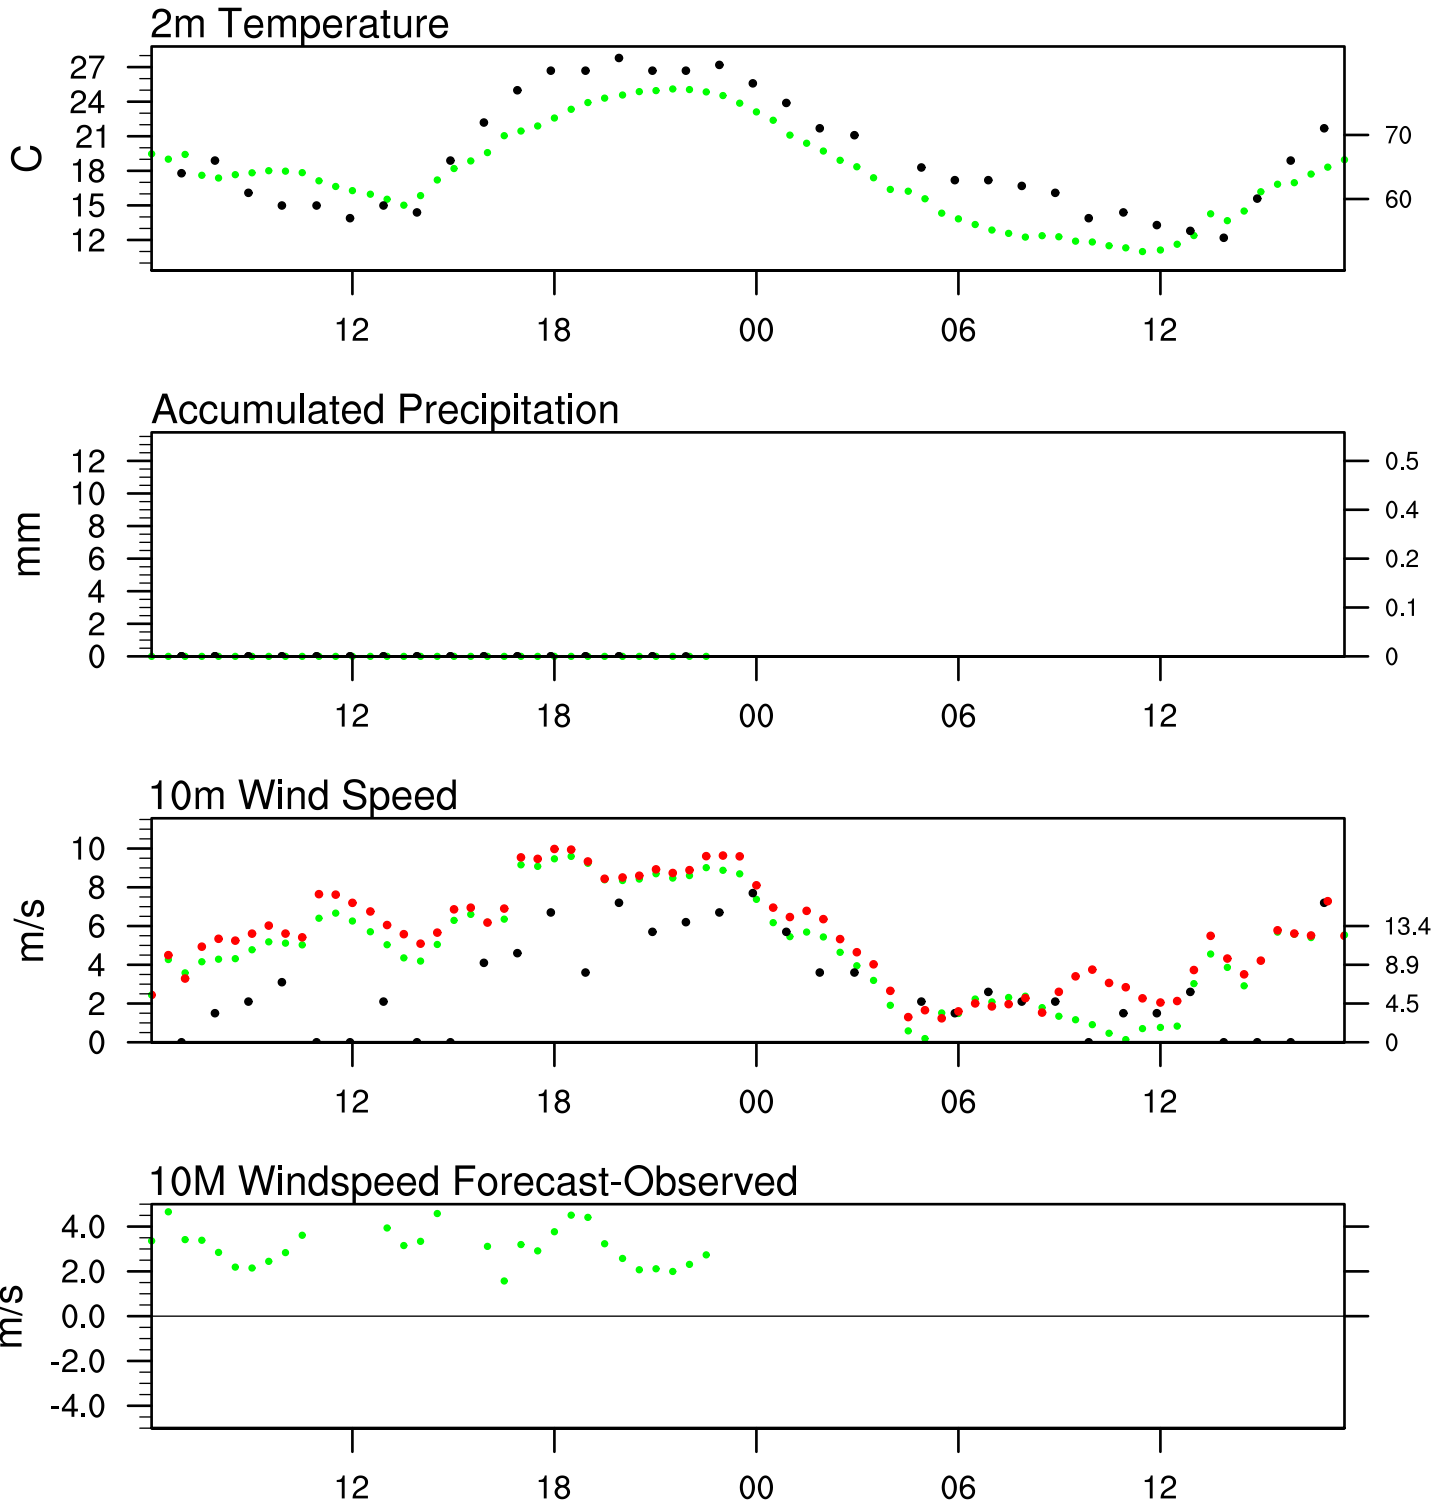 2m Temperature
27
24
21
18
15
12
C
70
60
12 18 00 06 12
Accumulated Precipitation
12
10
8
6
4
2
0
mm
0.5
0.4
0.2
0.1
0
12 18 00 06 12
10m Wind Speed
10
8
6
4
2
0
m/s
13.4
8.9
4.5
0
12 18 00 06 12
10M Windspeed Forecast-Observed
4.0
2.0
0.0
-2.0
-4.0
m/s
12 18 00 06 12